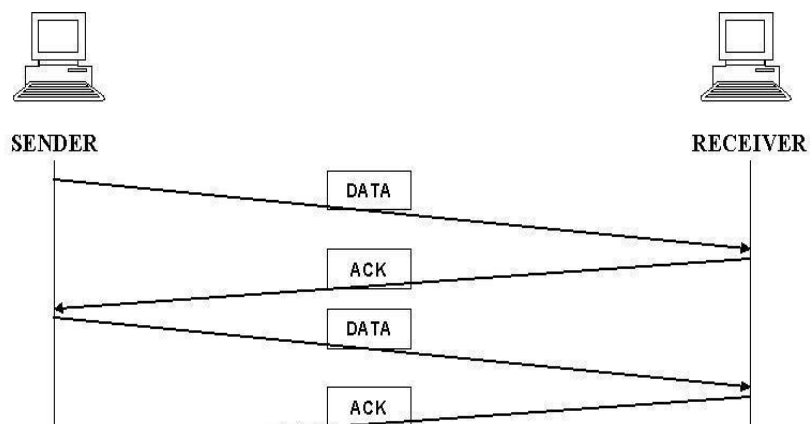 SENDER
RECEIVER
DATA
ACK
DATA
ACK